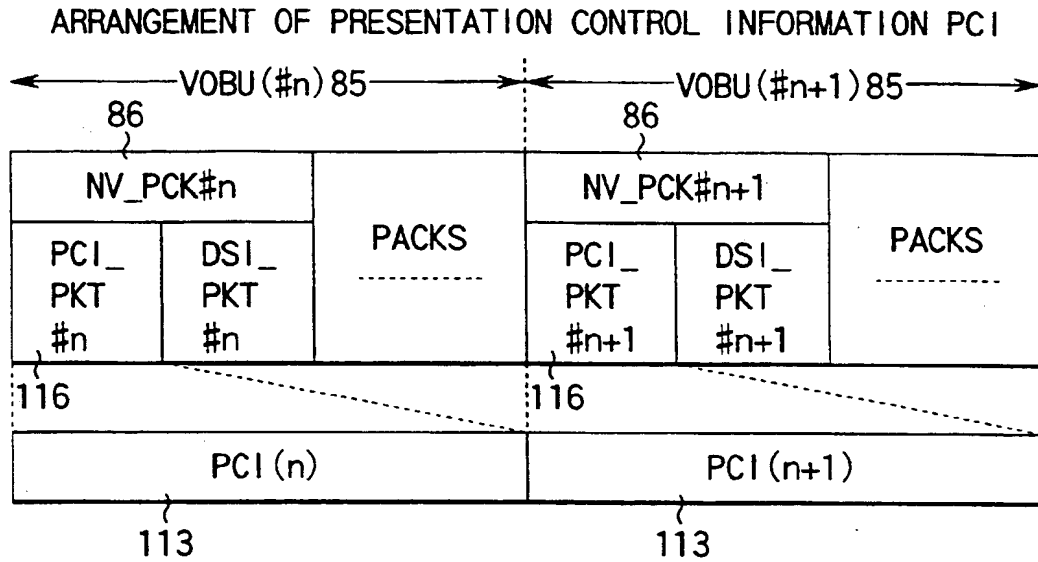 ARRANGEMENT OF PRESENTATION CONTROL INFORMATION PCI
VOBU(#n)85
VOBU(#n+1)85
86
86
NV_PCK#n
NV_PCK#n+1
PCI_
PKT
#n
DSI_
PKT
#n
PACKS
PCI_
PKT
#n+1
DSI_
PKT
#n+1
PACKS
116
116
PCI(n)
PCI(n+1)
113
113